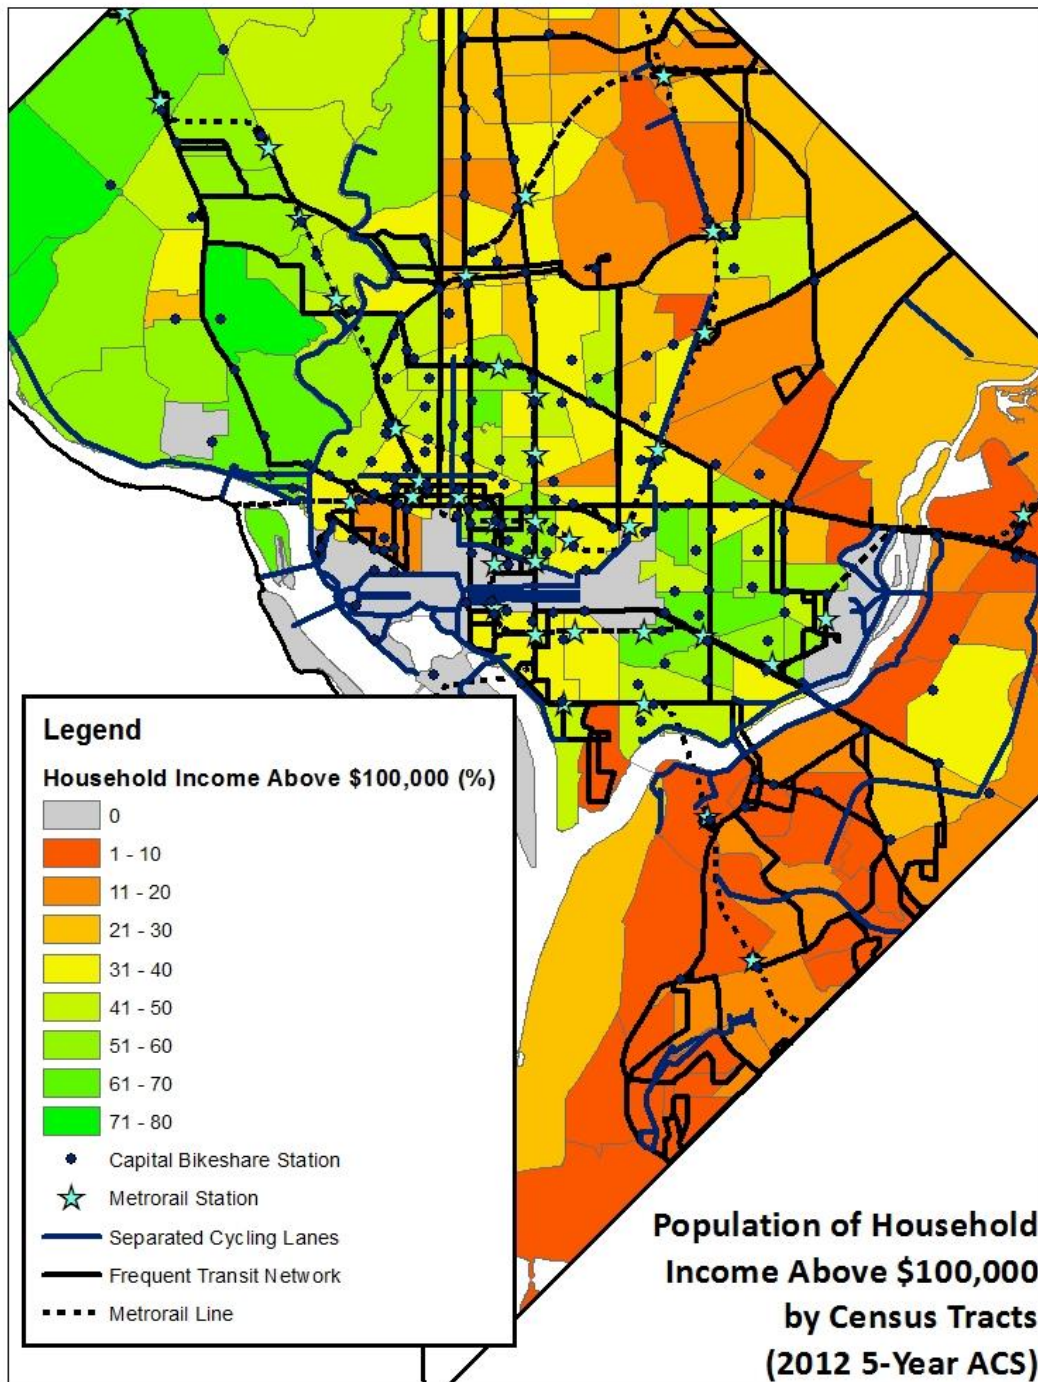 Legend
Household Income Above $100,000 (%)
0
1 - 10
11 - 20
21 - 30
31 - 40
41 - 50
51 - 60
61 - 70
71 - 80
Capital Bikeshare Station
Metrorail Station
Separated Cycling Lanes
Frequent Transit Network
Metrorail Line
Population of Household
Income Above $100,000
by Census Tracts
(2012 5-Year ACS)